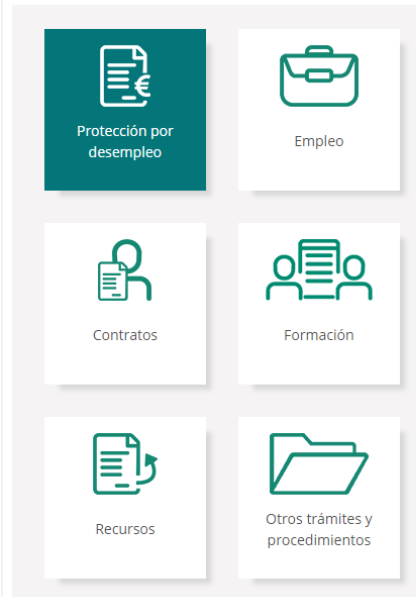 Protección por
desempleo
Empleo
Contratos
Formación
Recursos
Otros trámites y
procedimientos